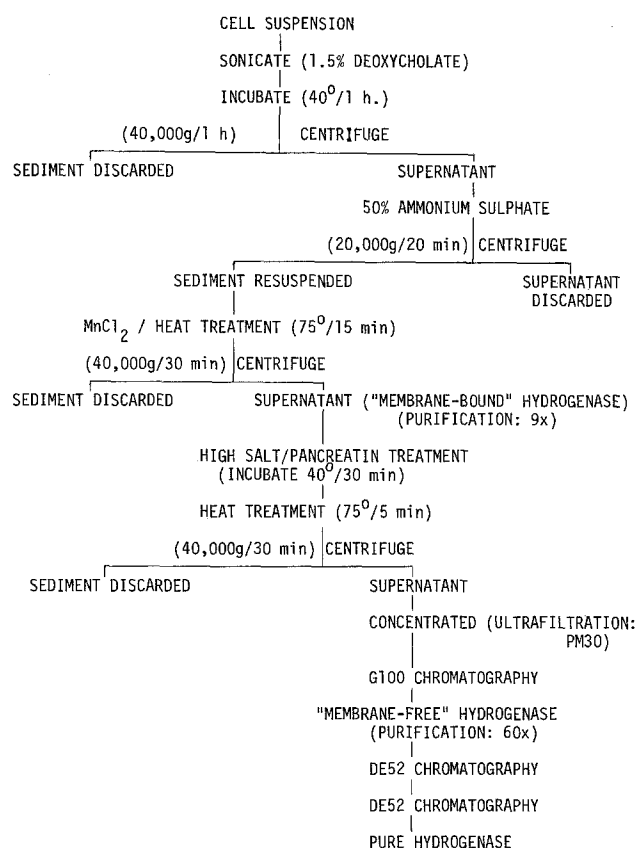 CELL SUSPENSION
SONICATE (1.5% DEOXYCHOLATE)
INCUBATE (40⁰/1 h.)
(40,000g/1 h) CENTRIFUGE
SEDIMENT DISCARDED SUPERNATANT
50% AMMONIUM SULPHATE
(20,000g/20 min) CENTRIFUGE
SEDIMENT RESUSPENDED SUPERNATANT
DISCARDED
MnCl₂ / HEAT TREATMENT (75⁰/15 min)
(40,000g/30 min) CENTRIFUGE
SEDIMENT DISCARDED SUPERNATANT ("MEMBRANE-BOUND" HYDROGENASE)
(PURIFICATION: 9x)
HIGH SALT/PANCREATIN TREATMENT
(INCUBATE 40⁰/30 min)
HEAT TREATMENT (75⁰/5 min)
(40,000g/30 min) CENTRIFUGE
SEDIMENT DISCARDED SUPERNATANT
CONCENTRATED (ULTRAFILTRATION:
PM30)
G100 CHROMATOGRAPHY
"MEMBRANE-FREE" HYDROGENASE
(PURIFICATION: 60x)
DE52 CHROMATOGRAPHY
DE52 CHROMATOGRAPHY
PURE HYDROGENASE